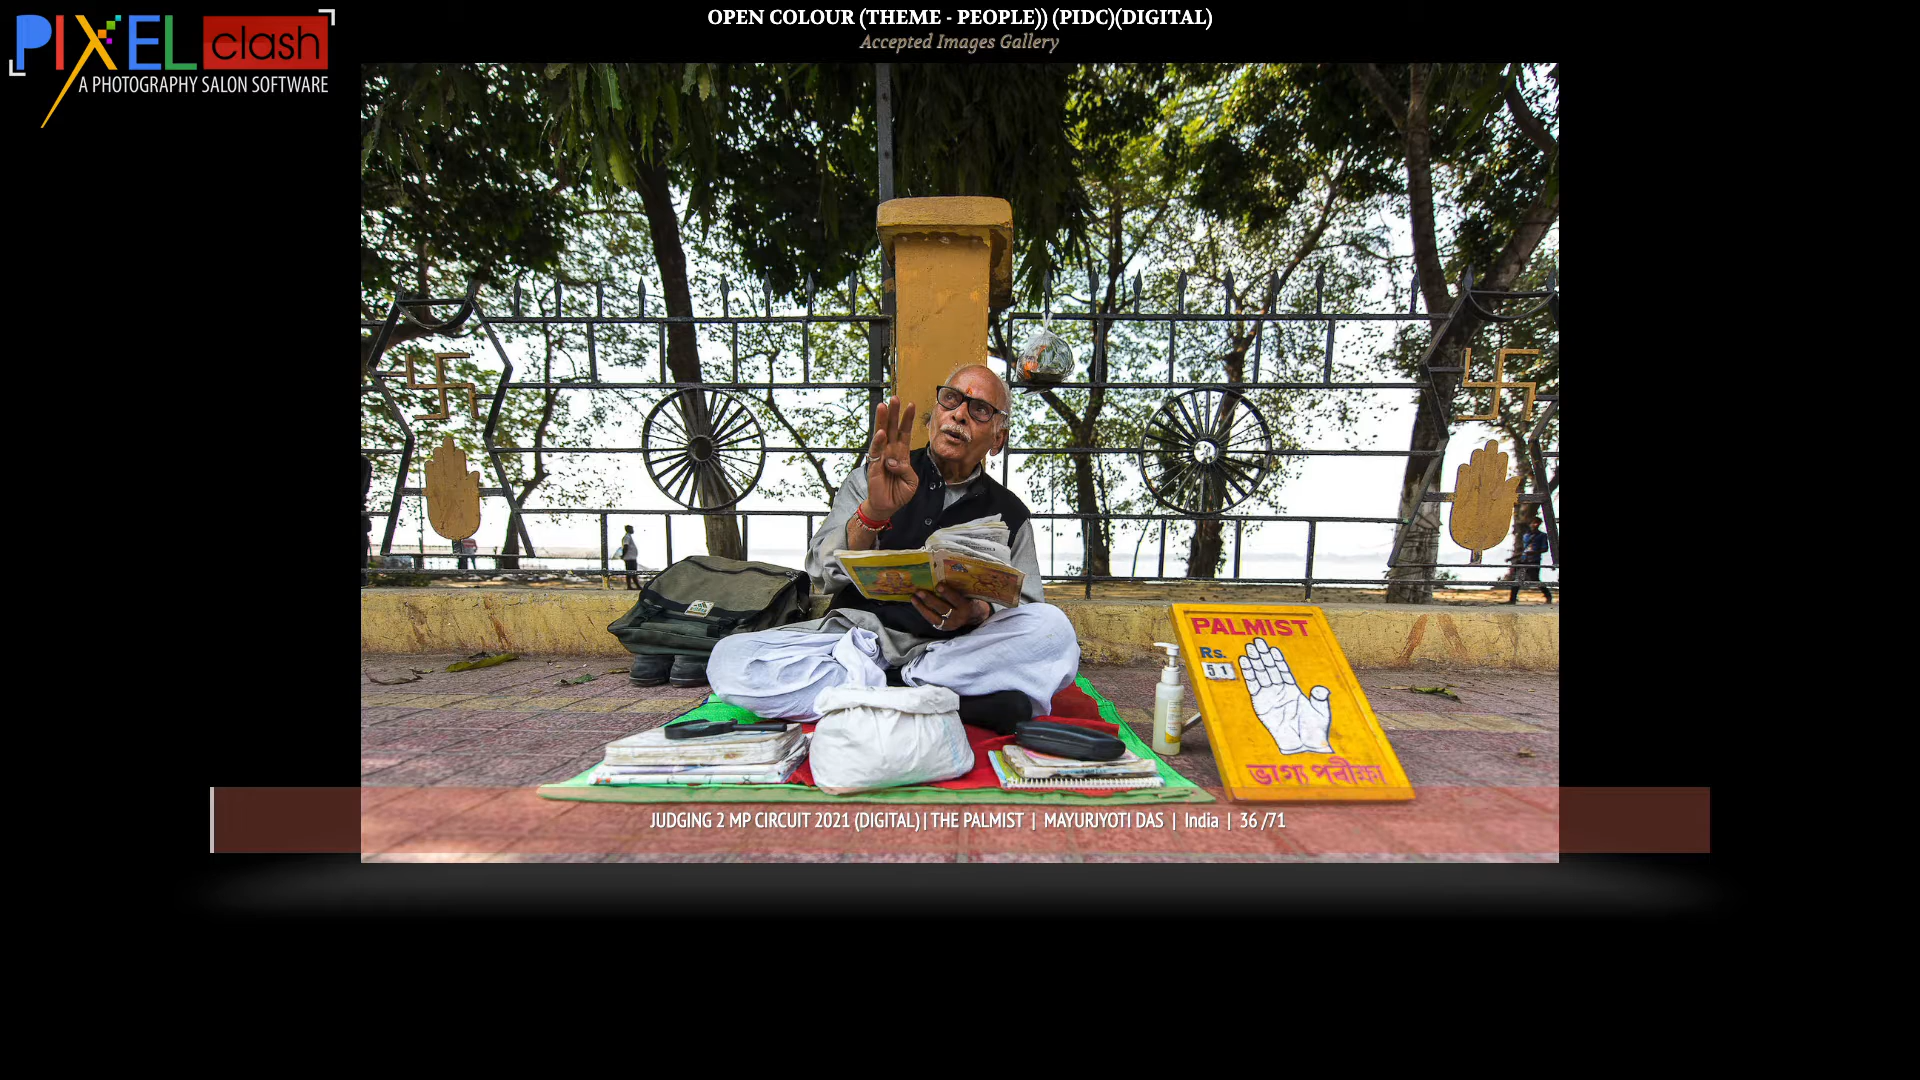 OPEN COLOUR (THEME - PEOPLE)) (PIDC)(DIGITAL)
Accepted Images Gallery
PIXEL clash
A PHOTOGRAPHY SALON SOFTWARE
PALMIST
Rs.
51
ভাগ্য পৰীক্ষা
JUDGING 2 MP CIRCUIT 2021 (DIGITAL) | THE PALMIST | MAYURJYOTI DAS | India | 36 /71